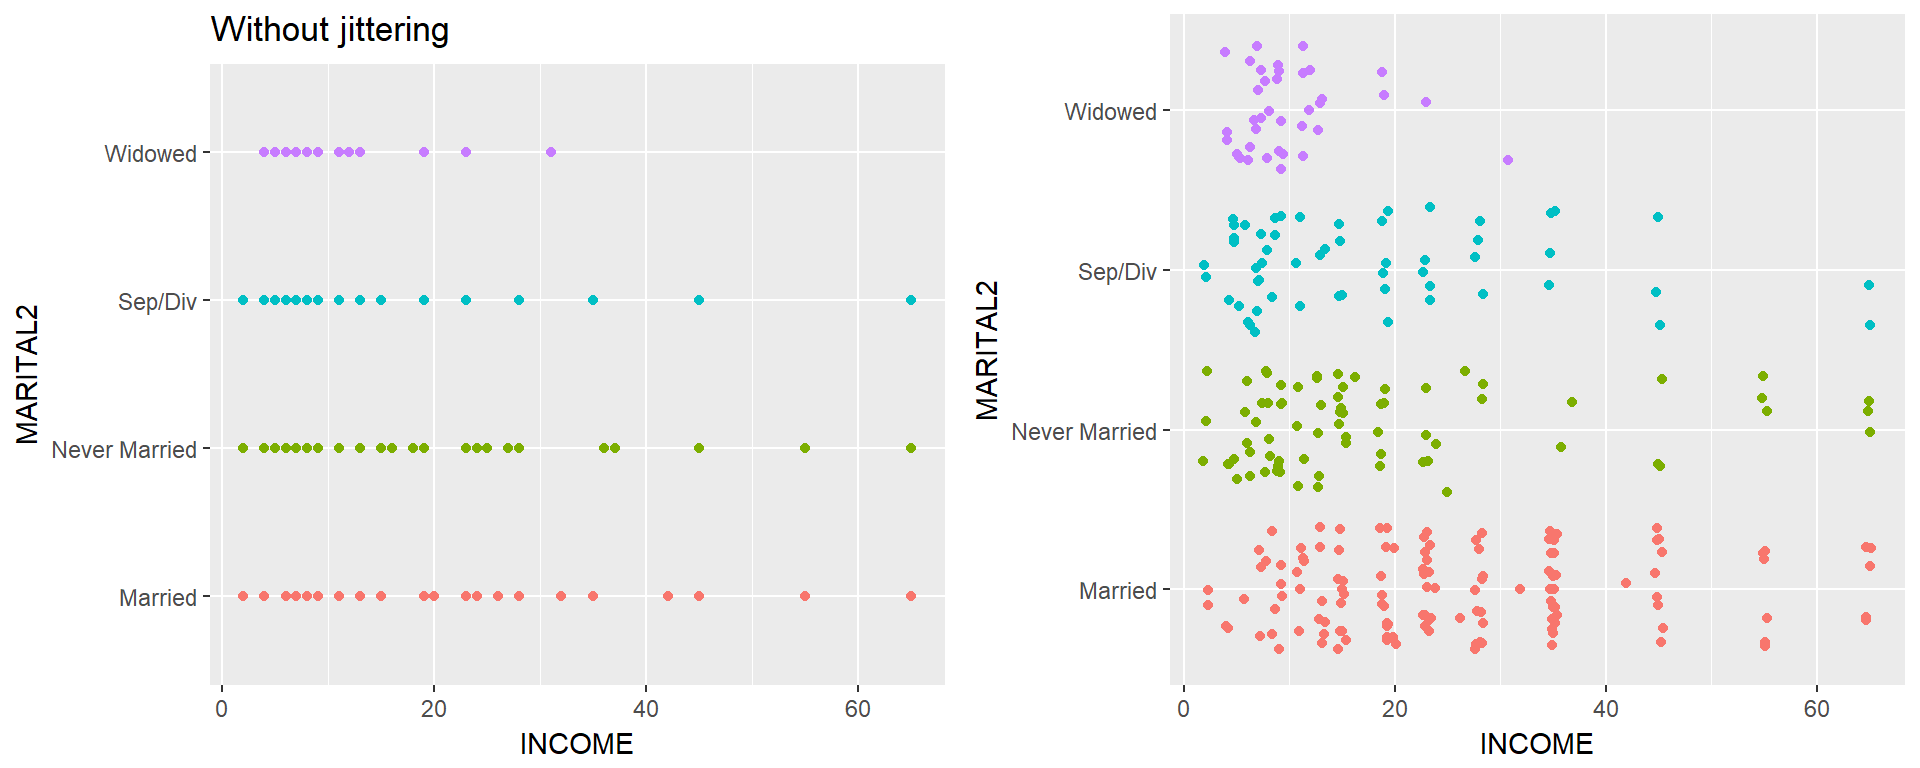 Without jittering
MARITAL2
Widowed
Sep/Div
Never Married
Married
0 20 40 60
INCOME
MARITAL2
Widowed
Sep/Div
Never Married
Married
0 20 40 60
INCOME